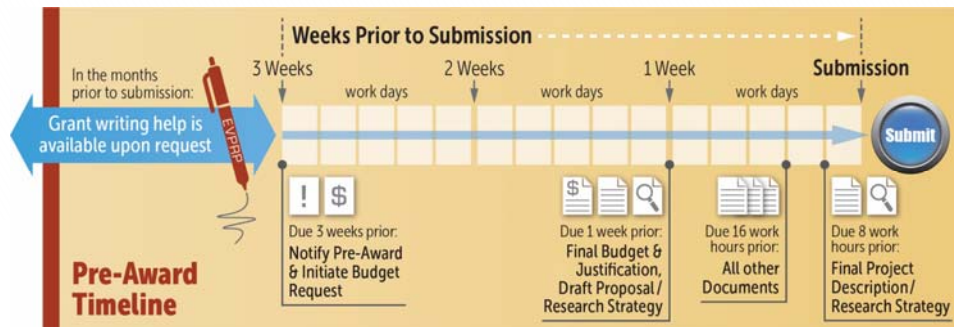 Weeks Prior to Submission
In the months
prior to submission:
3 Weeks
2 Weeks
1 Week
Submission
work days
work days
work days
Grant writing help is
available upon request
EVPRP
Submit
! $
$
Due 3 weeks prior:
Notify Pre-Award
& Initiate Budget
Request
Due 1 week prior:
Final Budget &
Justification,
Draft Proposal/
Research Strategy
Due 16 work
hours prior:
All other
Documents
Due 8 work
hours prior:
Final Project
Description/
Research Strategy
Pre-Award
Timeline